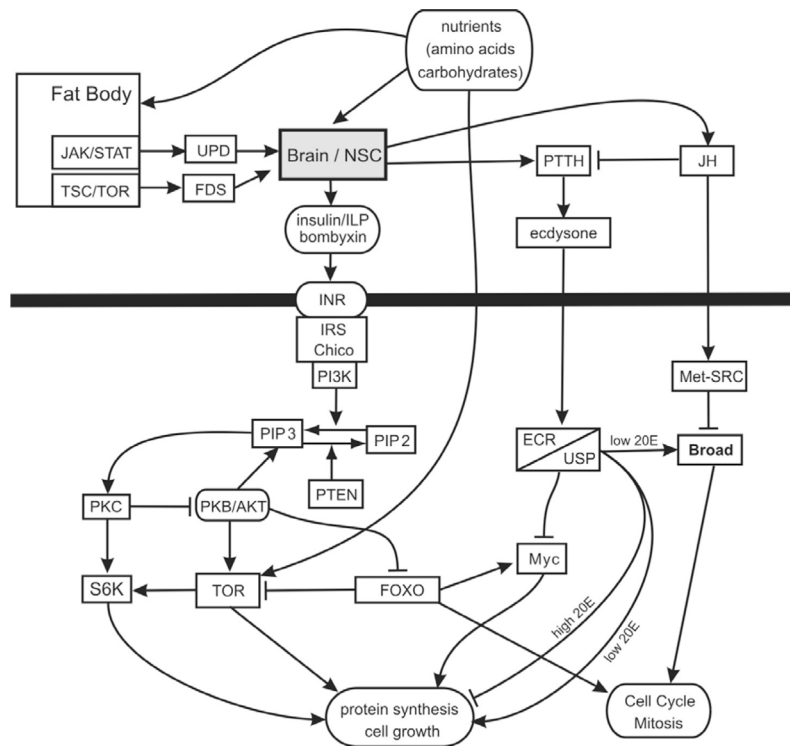 nutrients
(amino acids
carbohydrates)
Fat Body
JAK/STAT
UPD
Brain / NSC
PTTH
JH
TSC/TOR
FDS
insulin/ILP
bombyxin
ecdysone
INR
IRS
Chico
PI3K
Met-SRC
PIP3
PIP2
ECR
USP
low 20E
Broad
PTEN
PKC
PKB/AKT
Myc
S6K
TOR
FOXO
high 20E
low 20E
protein synthesis
cell growth
Cell Cycle
Mitosis